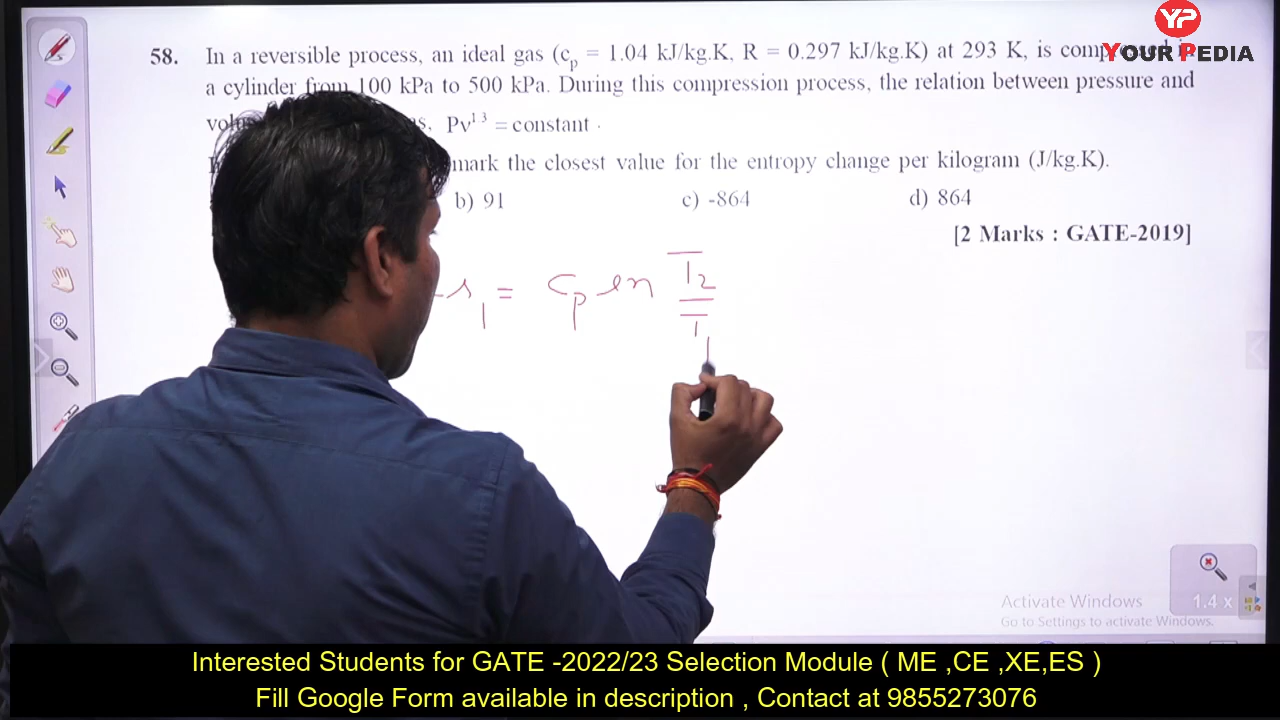 YP
YOUR PEDIA
58. In a reversible process, an ideal gas (cp = 1.04 kJ/kg.K, R = 0.297 kJ/kg.K) at 293 K, is
a cylinder from 100 kPa to 500 kPa. During this compression process, the relation between pressure and
Pv^1.3 = constant .
mark the closest value for the entropy change per kilogram (J/kg.K).
b) 91 c) -864 d) 864
[2 Marks : GATE-2019]
s1 = cp ln T2/T1
Activate Windows
1.4 x
Go to Settings to activate Windows.
Interested Students for GATE -2022/23 Selection Module ( ME ,CE ,XE,ES )
Fill Google Form available in description , Contact at 9855273076